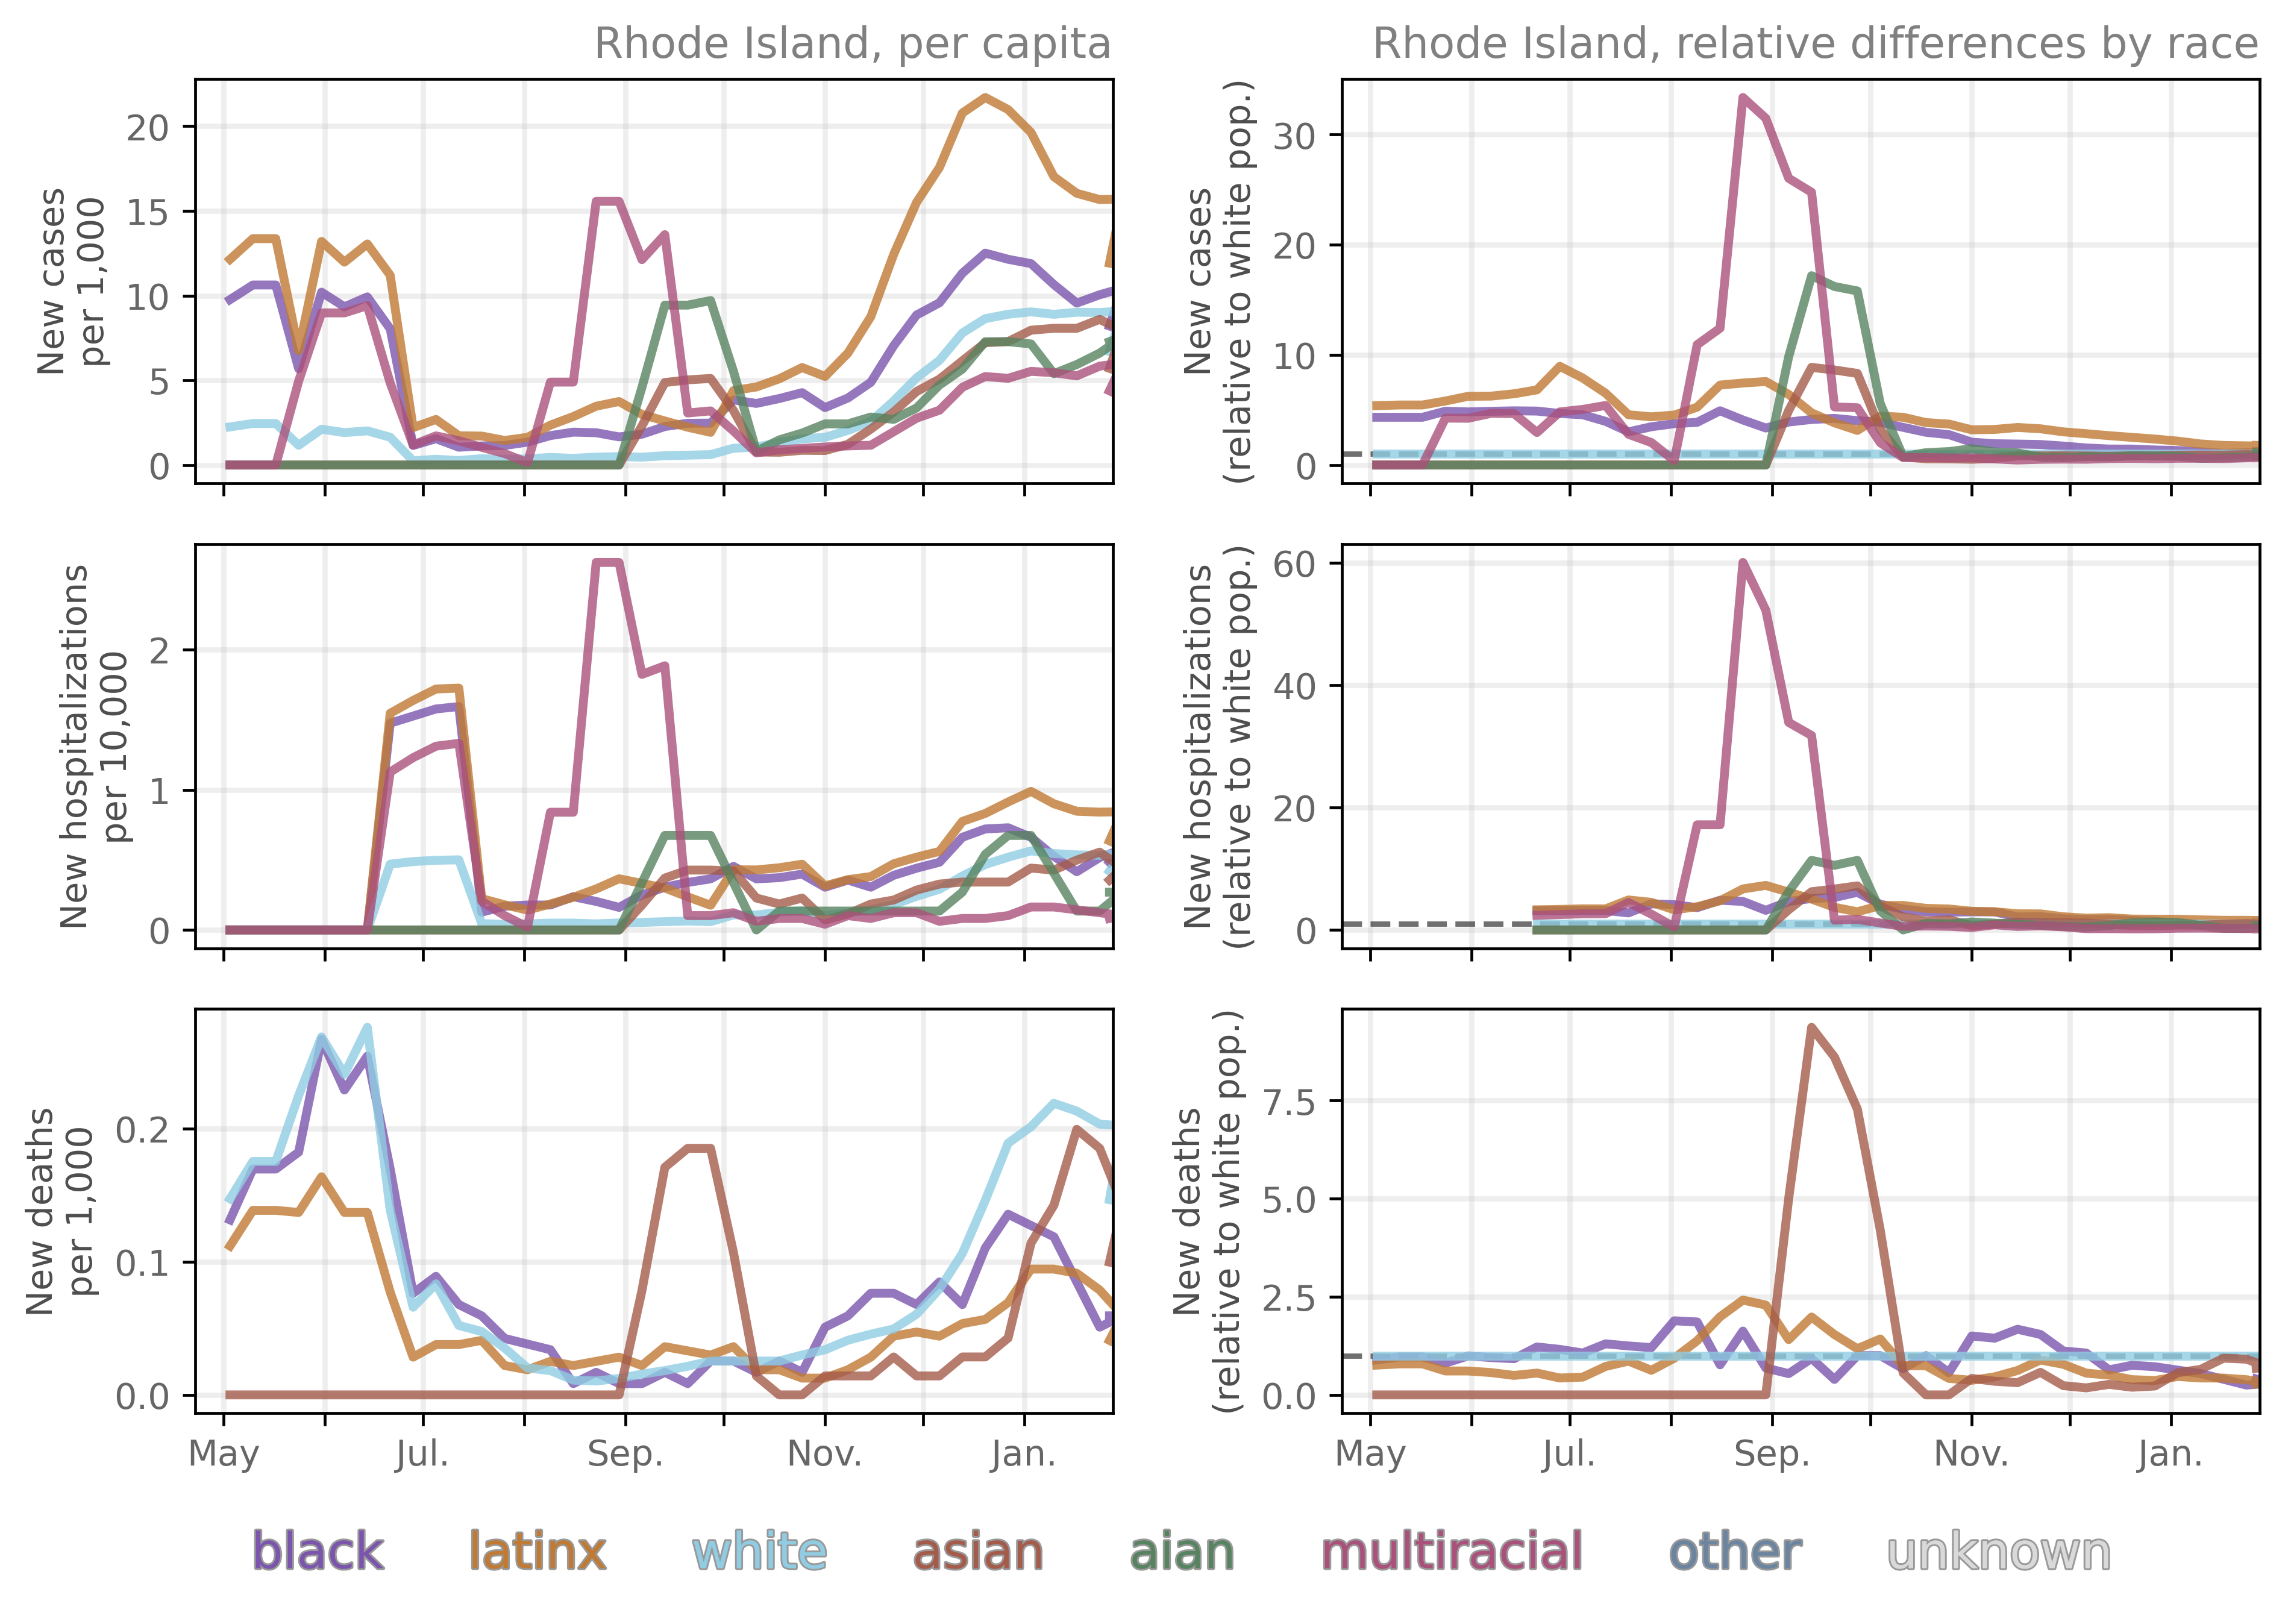 Rhode Island, per capita
Rhode Island, relative differences by race
New cases
per 1,000
20
15
10
5
0
New cases
(relative to white pop.)
30
20
10
0
New hospitalizations
per 10,000
2
1
0
New hospitalizations
(relative to white pop.)
60
40
20
0
New deaths
per 1,000
0.2
0.1
0.0
May Jul. Sep. Nov. Jan.
New deaths
(relative to white pop.)
7.5
5.0
2.5
0.0
May Jul. Sep. Nov. Jan.
black latinx white asian aian multiracial other unknown